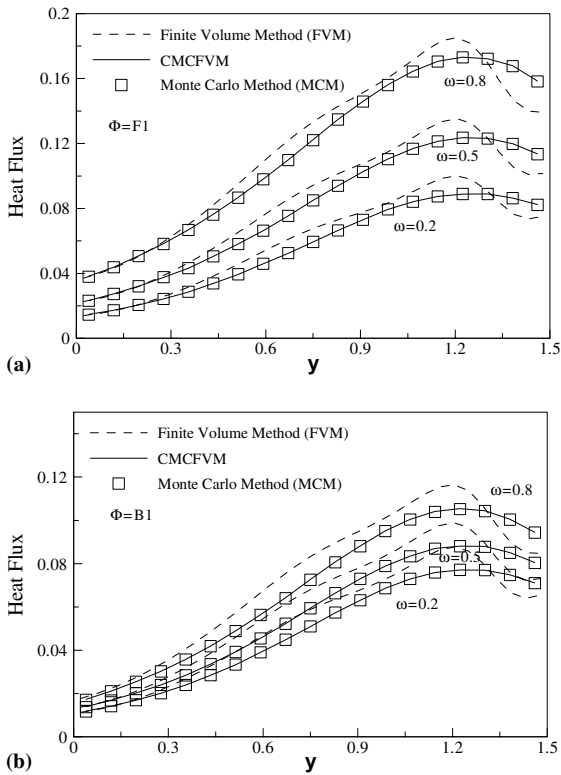 0.2
0.16
0.12
0.08
0.04
0
Heat Flux
Finite Volume Method (FVM)
CMCFVM
Monte Carlo Method (MCM)
Φ=F1
ω=0.8
ω=0.5
ω=0.2
0 0.3 0.6 0.9 1.2 1.5
y
(a)
0.12
0.08
0.04
0
Heat Flux
Finite Volume Method (FVM)
CMCFVM
Monte Carlo Method (MCM)
Φ=B1
ω=0.8
ω=0.5
ω=0.2
0 0.3 0.6 0.9 1.2 1.5
y
(b)